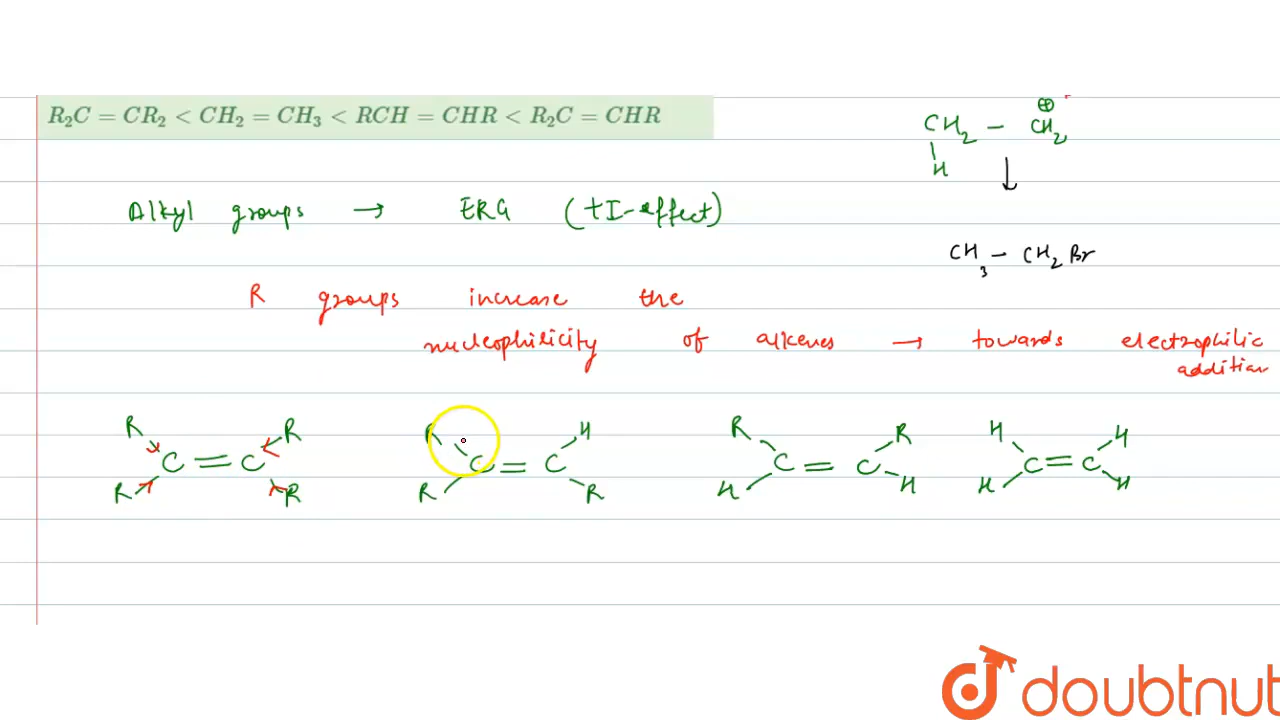 R₂C = CR₂ < CH₂ = CH₃ < RCH = CHR < R₂C = CHR
CH₂ – CH₂
⊕
H
↓
Alkyl groups → ERG (+I-effect)
CH₃ – CH₂Br
R groups increase the
nucleophilicity of alkenes → towards electrophilic
addition
R R R H R R H H
C = C C = C C = C C = C
R R R R H H H H
doubtnut